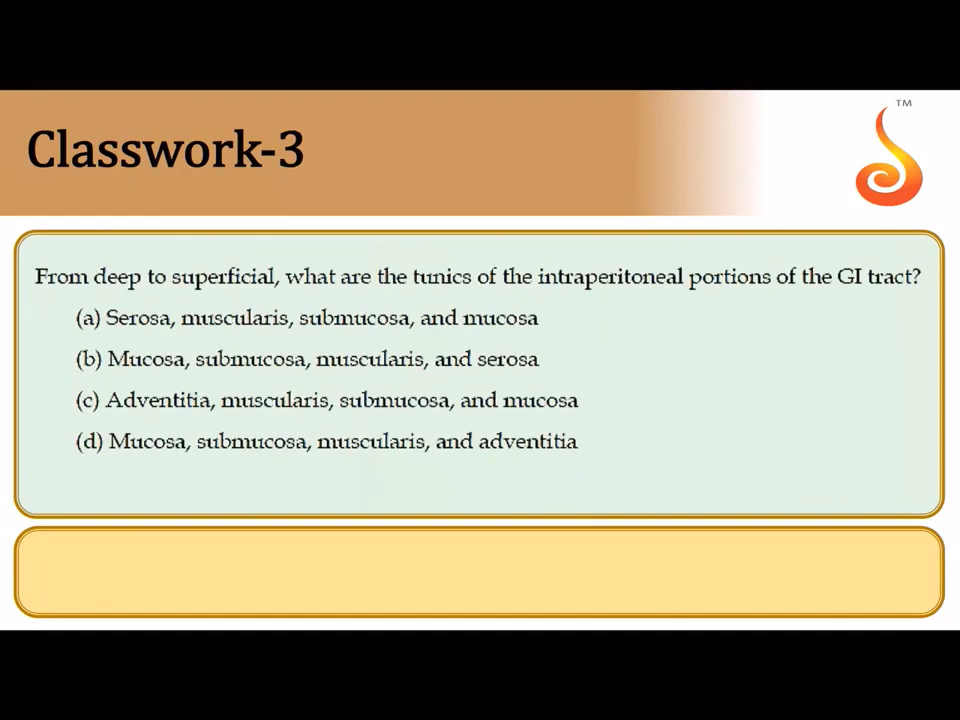 Classwork-3
TM
From deep to superficial, what are the tunics of the intraperitoneal portions of the GI tract?
(a) Serosa, muscularis, submucosa, and mucosa
(b) Mucosa, submucosa, muscularis, and serosa
(c) Adventitia, muscularis, submucosa, and mucosa
(d) Mucosa, submucosa, muscularis, and adventitia